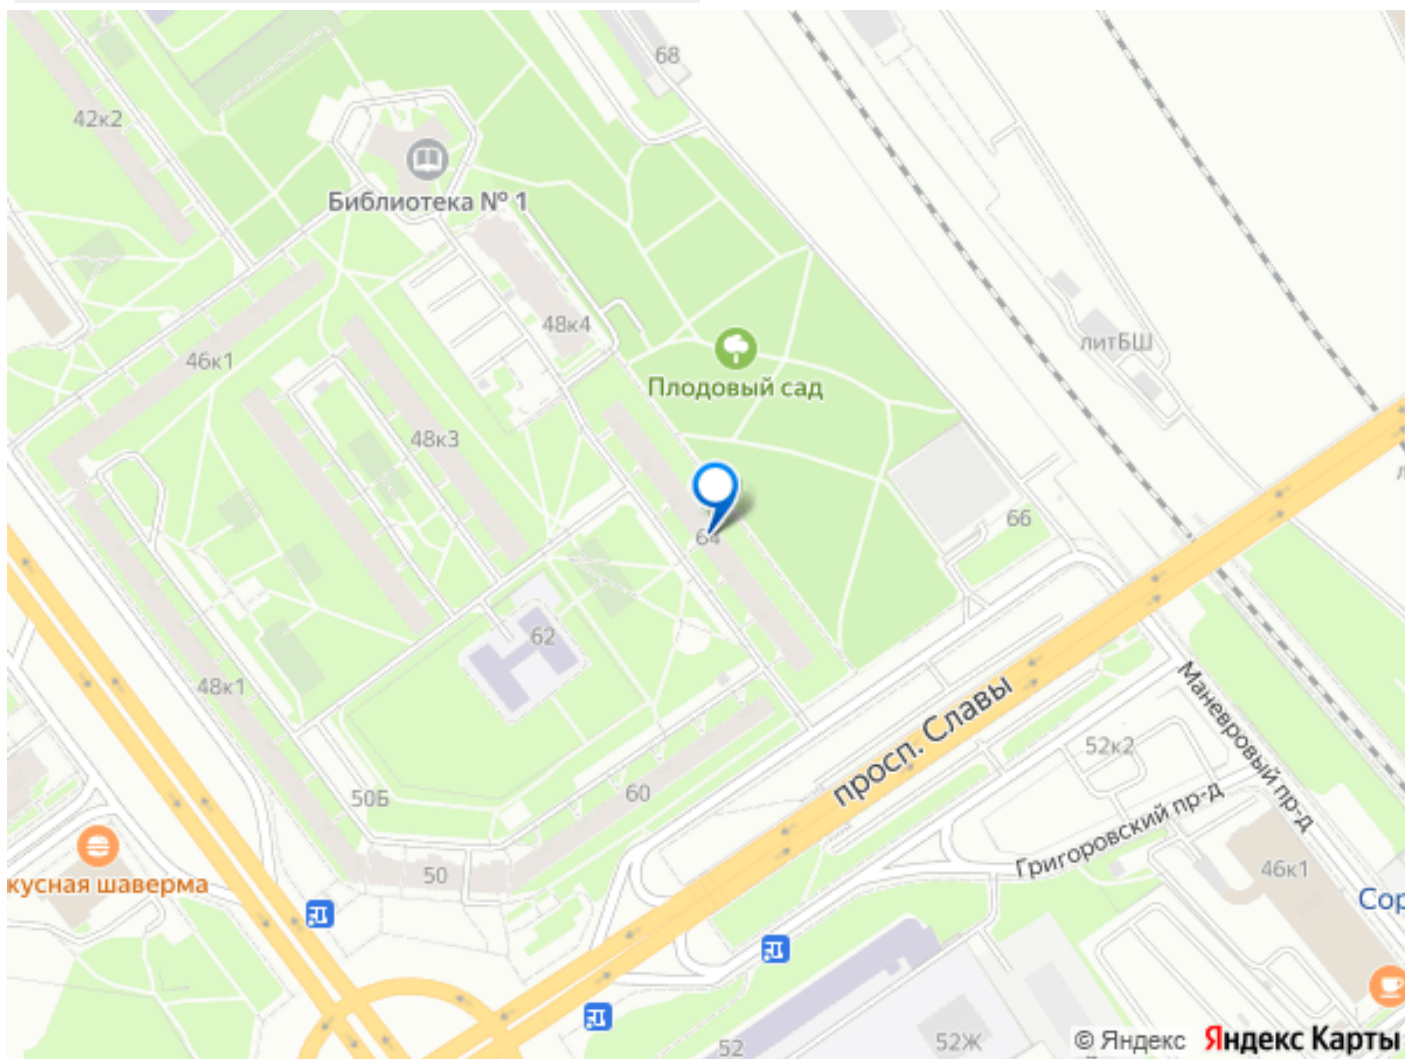 68
42к2
Библиотека № 1
48к4
литБШ
46к1
Плодовый сад
48к3
66
64
62
48к1
просп. Славы
Маневровый пр-д
52к2
50Б
60
Григоровский пр-д
кусная шаверма
50
46к1
Сор
52
52Ж
© Яндекс Яндекс Карты